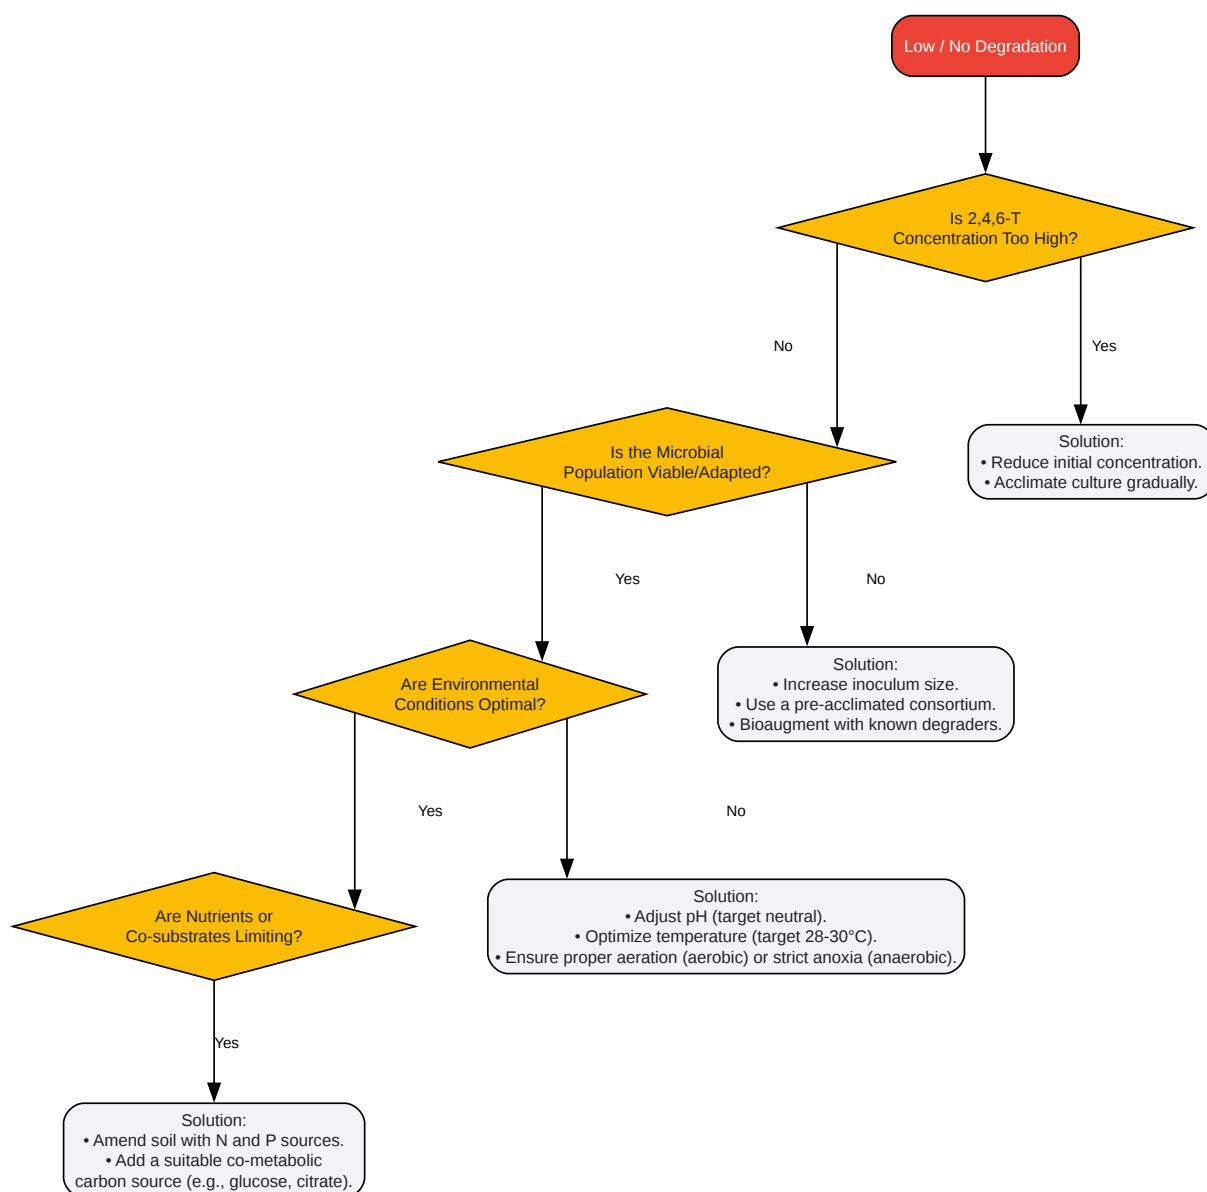 Low / No Degradation
Is 2,4,6-T
Concentration Too High?
No
Yes
Is the Microbial
Population Viable/Adapted?
Solution:
• Reduce initial concentration.
• Acclimate culture gradually.
Yes
No
Are Environmental
Conditions Optimal?
Solution:
• Increase inoculum size.
• Use a pre-acclimated consortium.
• Bioaugment with known degraders.
Yes
No
Are Nutrients or
Co-substrates Limiting?
Solution:
• Adjust pH (target neutral).
• Optimize temperature (target 28-30°C).
• Ensure proper aeration (aerobic) or strict anoxia (anaerobic).
Yes
Solution:
• Amend soil with N and P sources.
• Add a suitable co-metabolic
carbon source (e.g., glucose, citrate).